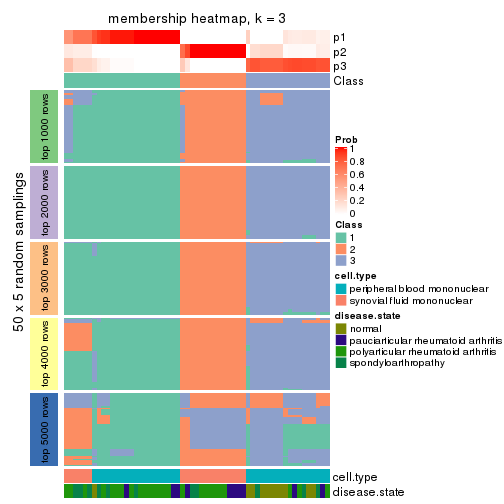 membership heatmap, k = 3
p1
p2
p3
Class
50 x 5 random samplings
top 1000 rows
top 2000 rows
top 3000 rows
top 4000 rows
top 5000 rows
cell.type
disease.state
Prob
1
0.8
0.6
0.4
0.2
0
Class
1
2
3
cell.type
peripheral blood mononuclear
synovial fluid mononuclear
disease.state
normal
pauciarticular rheumatoid arthritis
polyarticular rheumatoid arthritis
spondyloarthropathy